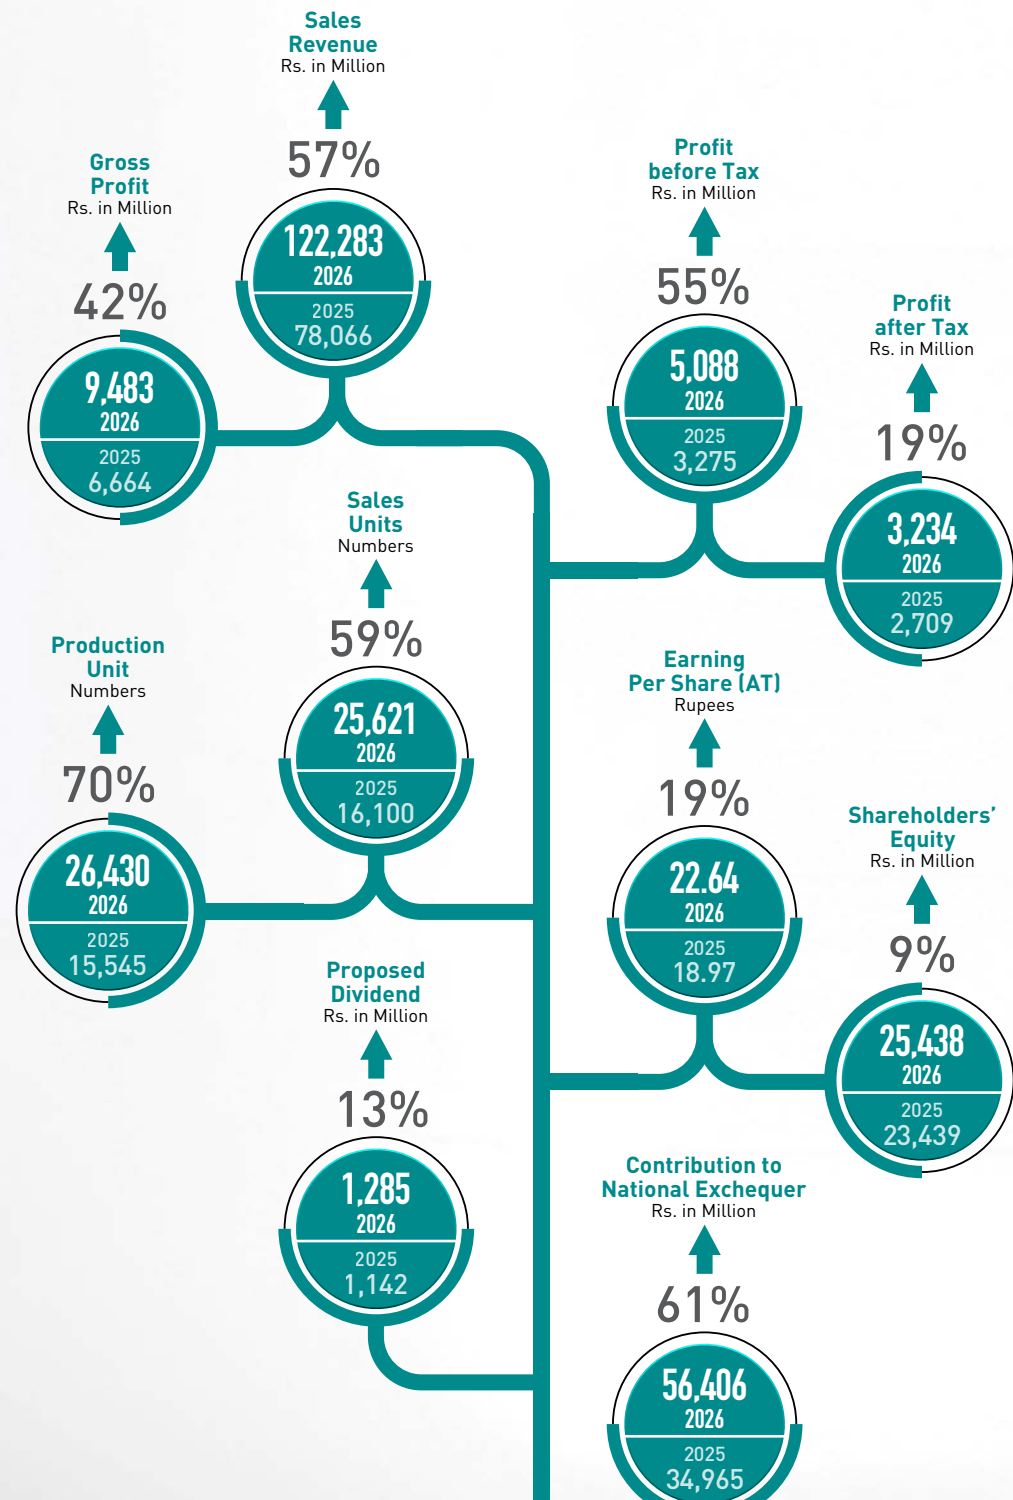 Sales
Revenue
Rs. in Million
57%
122,283
2026
2025
78,066
Gross
Profit
Rs. in Million
42%
9,483
2026
2025
6,664
Profit
before Tax
Rs. in Million
55%
5,088
2026
2025
3,275
Profit
after Tax
Rs. in Million
19%
3,234
2026
2025
2,709
Sales
Units
Numbers
59%
25,621
2026
2025
16,100
Production
Unit
Numbers
70%
26,430
2026
2025
15,545
Earning
Per Share (AT)
Rupees
19%
22.64
2026
2025
18.97
Shareholders'
Equity
Rs. in Million
9%
25,438
2026
2025
23,439
Proposed
Dividend
Rs. in Million
13%
1,285
2026
2025
1,142
Contribution to
National Exchequer
Rs. in Million
61%
56,406
2026
2025
34,965